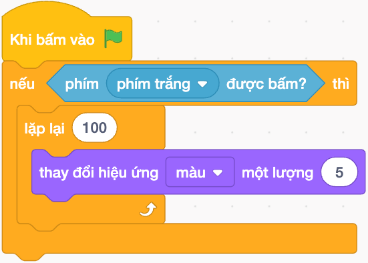 Khi bấm vào
nếu phím phím trắng được bấm? thì
lặp lại 100
thay đổi hiệu ứng màu một lượng 5